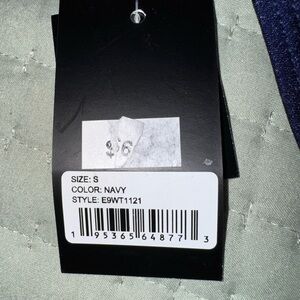 SIZE: S
COLOR: NAVY
STYLE: E9WT1121
1 95365 64877 3